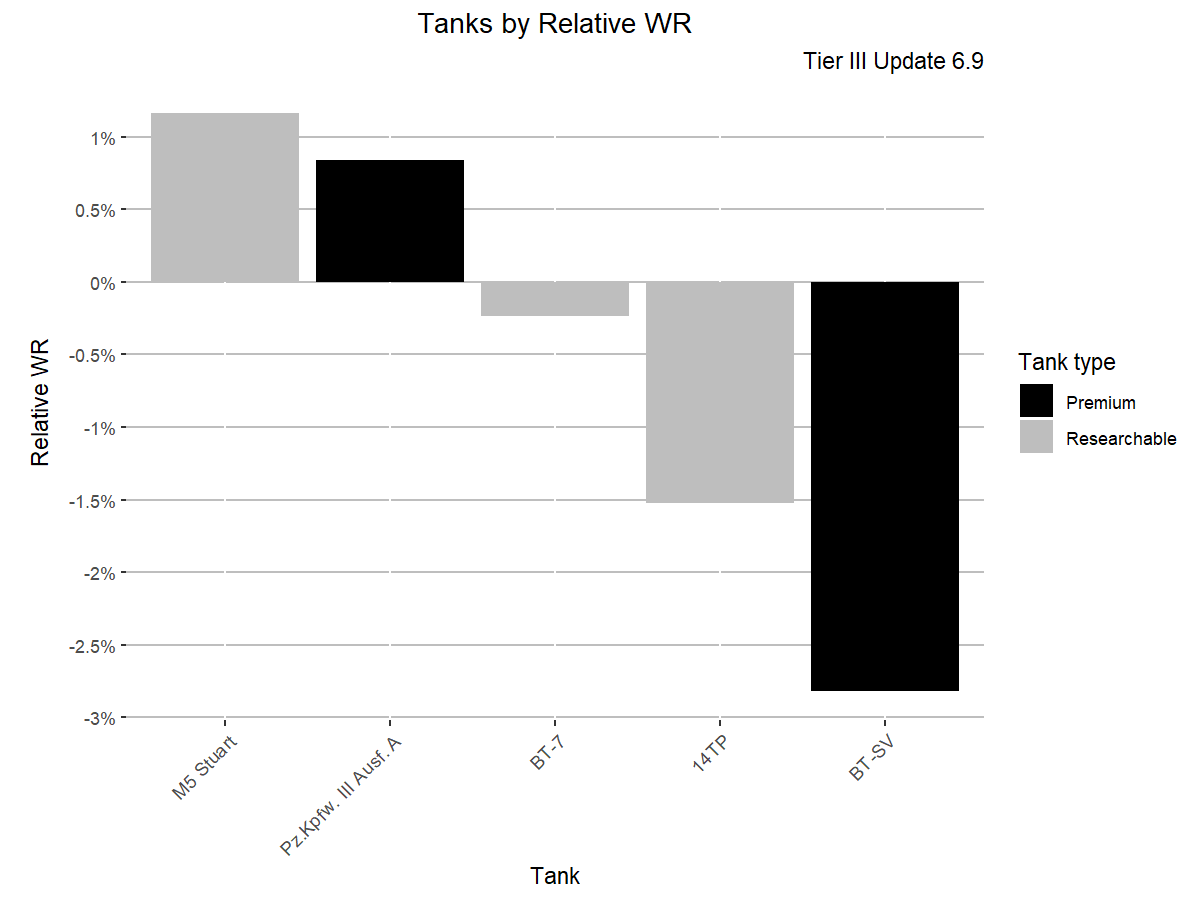 Tanks by Relative WR
Tier III Update 6.9
1%
0.5%
0%
-0.5%
-1%
-1.5%
-2%
-2.5%
-3%
Relative WR
M5 Stuart
Pz.Kpfw. III Ausf. A
BT-7
14TP
BT-SV
Tank
Tank type
Premium
Researchable